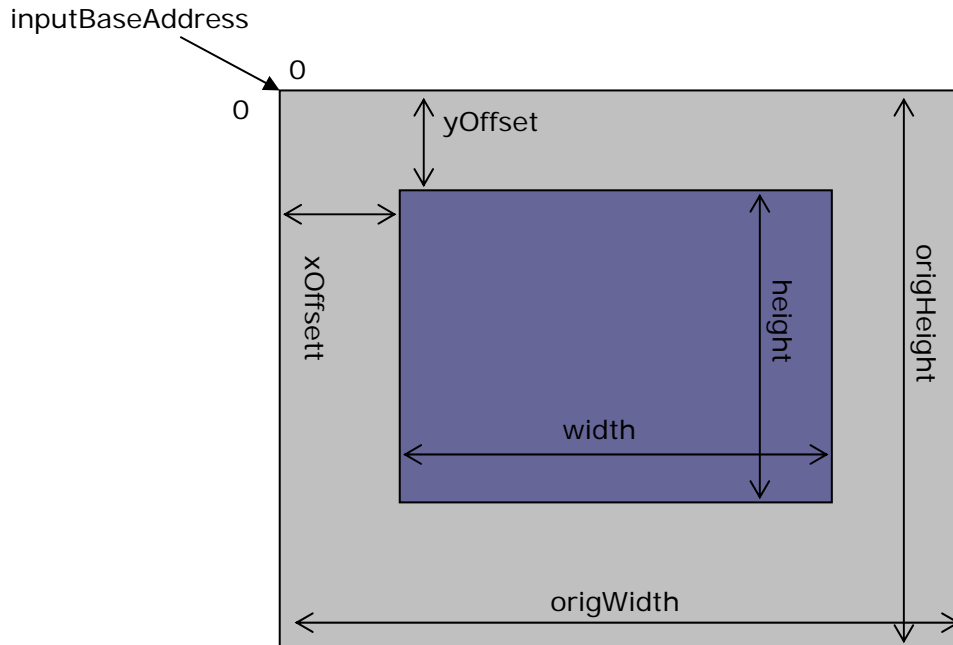 inputBaseAddress
0
0
yOffset
xOffsett
height
origHeight
width
origWidth